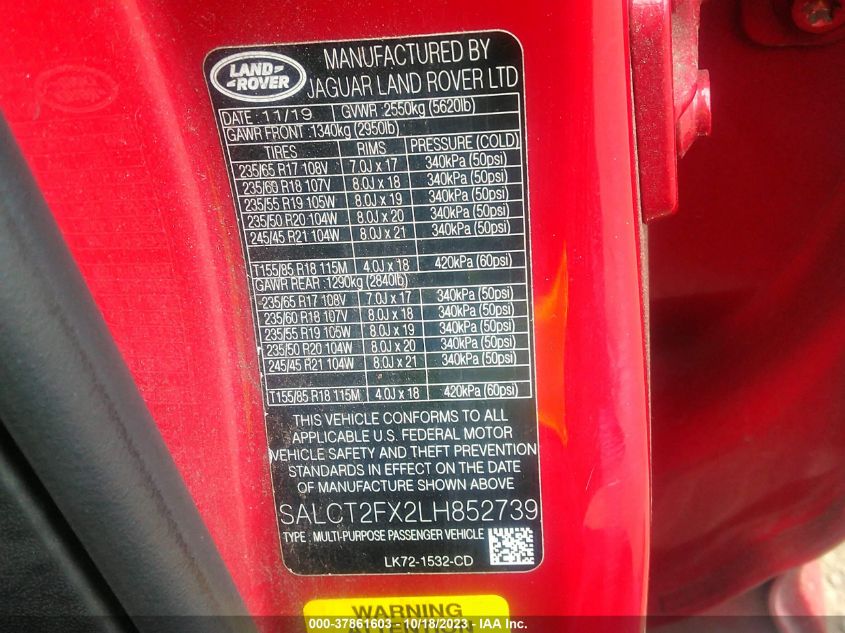 LAND-
-ROVER
MANUFACTURED BY
JAGUAR LAND ROVER LTD
DATE : 11/19 GVWR : 2550kg (5620lb)
GAWR FRONT : 1340kg (2950lb)
TIRES RIMS PRESSURE (COLD)
235/65 R17 108V 7.0J x 17 340kPa (50psi)
235/60 R18 107V 8.0J x 18 340kPa (50psi)
235/55 R19 105W 8.0J x 19 340kPa (50psi)
235/50 R20 104W 8.0J x 20 340kPa (50psi)
245/45 R21 104W 8.0J x 21 340kPa (50psi)
T155/85 R18 115M 4.0J x 18 420kPa (60psi)
GAWR REAR : 1290kg (2840lb)
235/65 R17 108V 7.0J x 17 340kPa (50psi)
235/60 R18 107V 8.0J x 18 340kPa (50psi)
235/55 R19 105W 8.0J x 19 340kPa (50psi)
235/50 R20 104W 8.0J x 20 340kPa (50psi)
245/45 R21 104W 8.0J x 21 340kPa (50psi)
T155/85 R18 115M 4.0J x 18 420kPa (60psi)
THIS VEHICLE CONFORMS TO ALL
APPLICABLE U.S. FEDERAL MOTOR
VEHICLE SAFETY AND THEFT PREVENTION
STANDARDS IN EFFECT ON THE DATE
OF MANUFACTURE SHOWN ABOVE
SALCT2FX2LH852739
TYPE : MULTI-PURPOSE PASSENGER VEHICLE
LK72-1532-CD
WARNING
ATTENTION
000-37861603 - 10/18/2023 - IAA Inc.